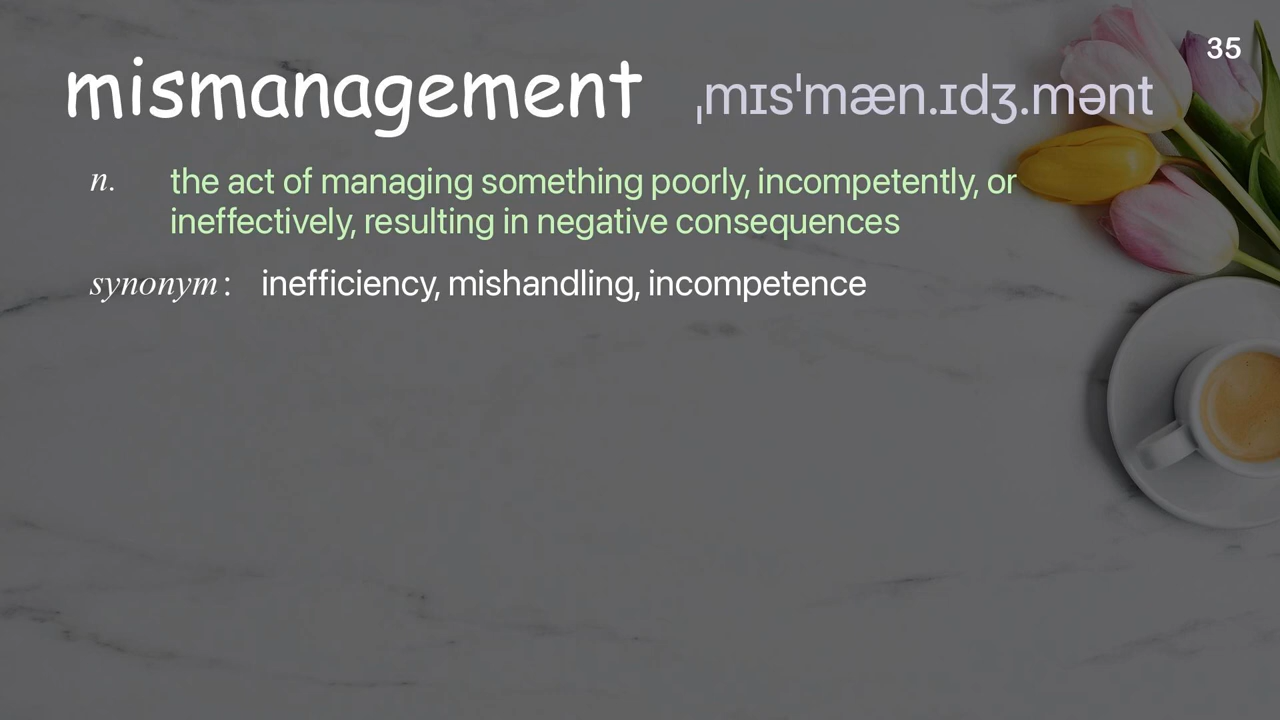 35
mismanagement ˌmɪsˈmæn.ɪdʒ.mənt
n. the act of managing something poorly, incompetently, or
ineffectively, resulting in negative consequences
synonym : inefficiency, mishandling, incompetence